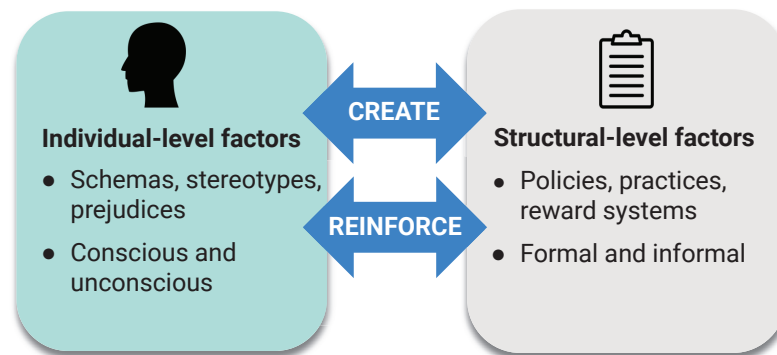 Individual-level factors
● Schemas, stereotypes,
prejudices
● Conscious and
unconscious
CREATE
REINFORCE
Structural-level factors
● Policies, practices,
reward systems
● Formal and informal